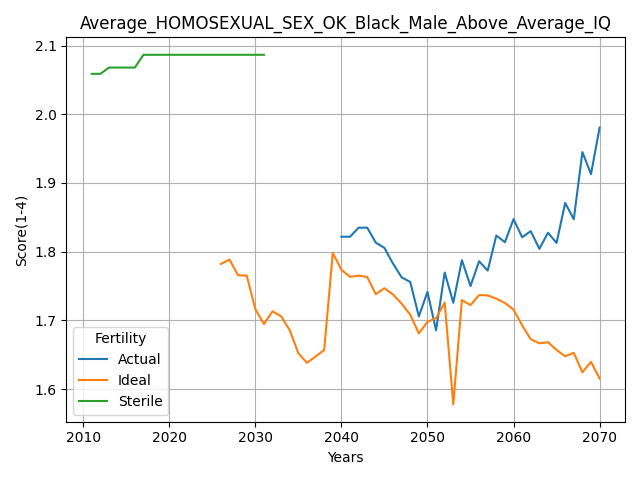 Average_HOMOSEXUAL_SEX_OK_Black_Male_Above_Average_IQ
Score(1-4)
2.1
2.0
1.9
1.8
1.7
1.6
Fertility
Actual
Ideal
Sterile
2010 2020 2030 2040 2050 2060 2070
Years